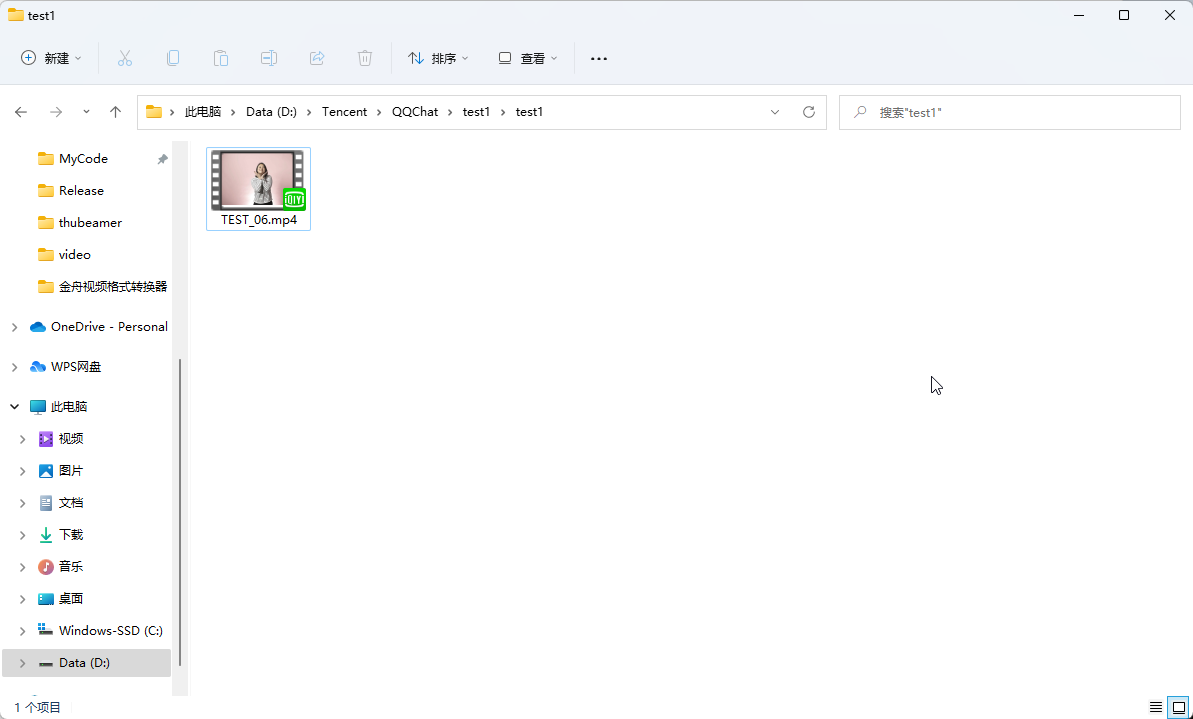 test1
新建
排序
查看
此电脑 Data (D:) Tencent QQChat test1 test1
搜索"test1"
MyCode
Release
thubeamer
video
金舟视频格式转换器
OneDrive - Personal
WPS网盘
此电脑
视频
图片
文档
下载
音乐
桌面
Windows-SSD (C:)
Data (D:)
QIYI
TEST_06.mp4
1 个项目